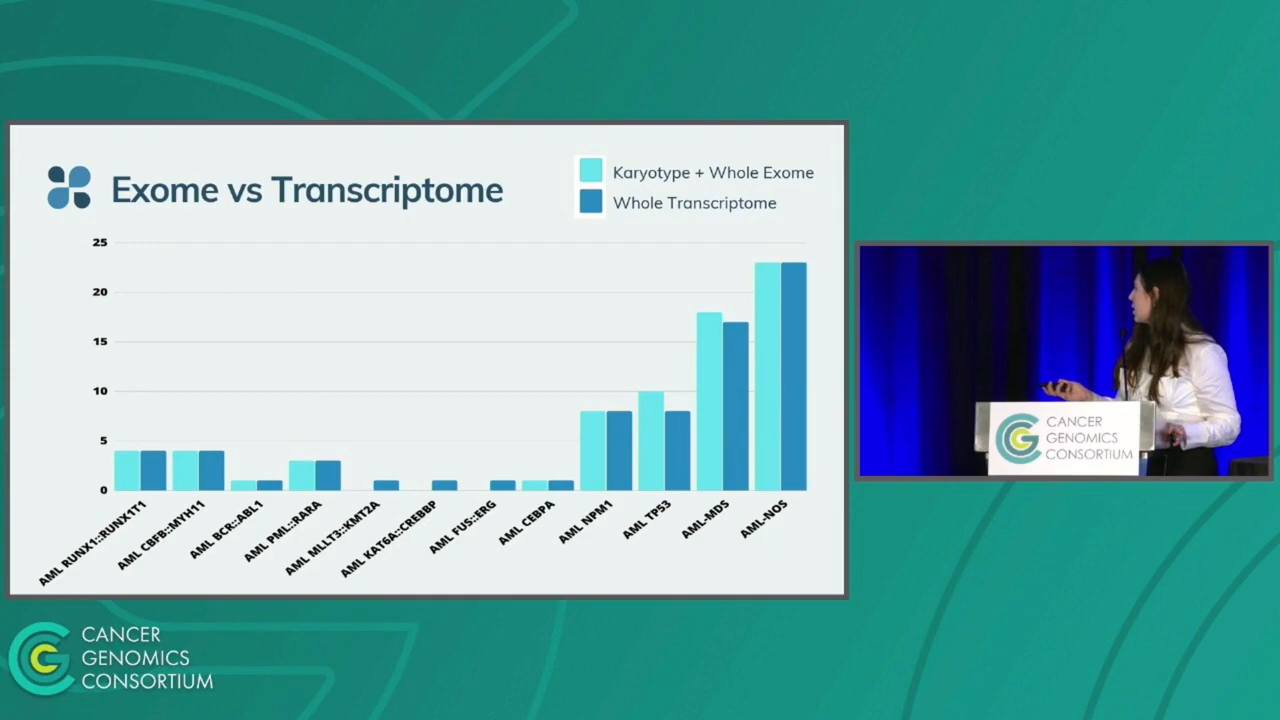 Exome vs Transcriptome
Karyotype + Whole Exome
Whole Transcriptome
25
20
15
10
5
0
AML RUNX1::RUNX1T1
AML CBFB::MYH11
AML BCR::ABL1
AML PML::RARA
AML MLLT3::KMT2A
AML KAT6A::CREBBP
AML FUS::ERG
AML CEBPA
AML NPM1
AML TP53
AML-MDS
AML-NOS
CANCER
GENOMICS
CONSORTIUM
CANCER
GENOMICS
CONSORTIUM